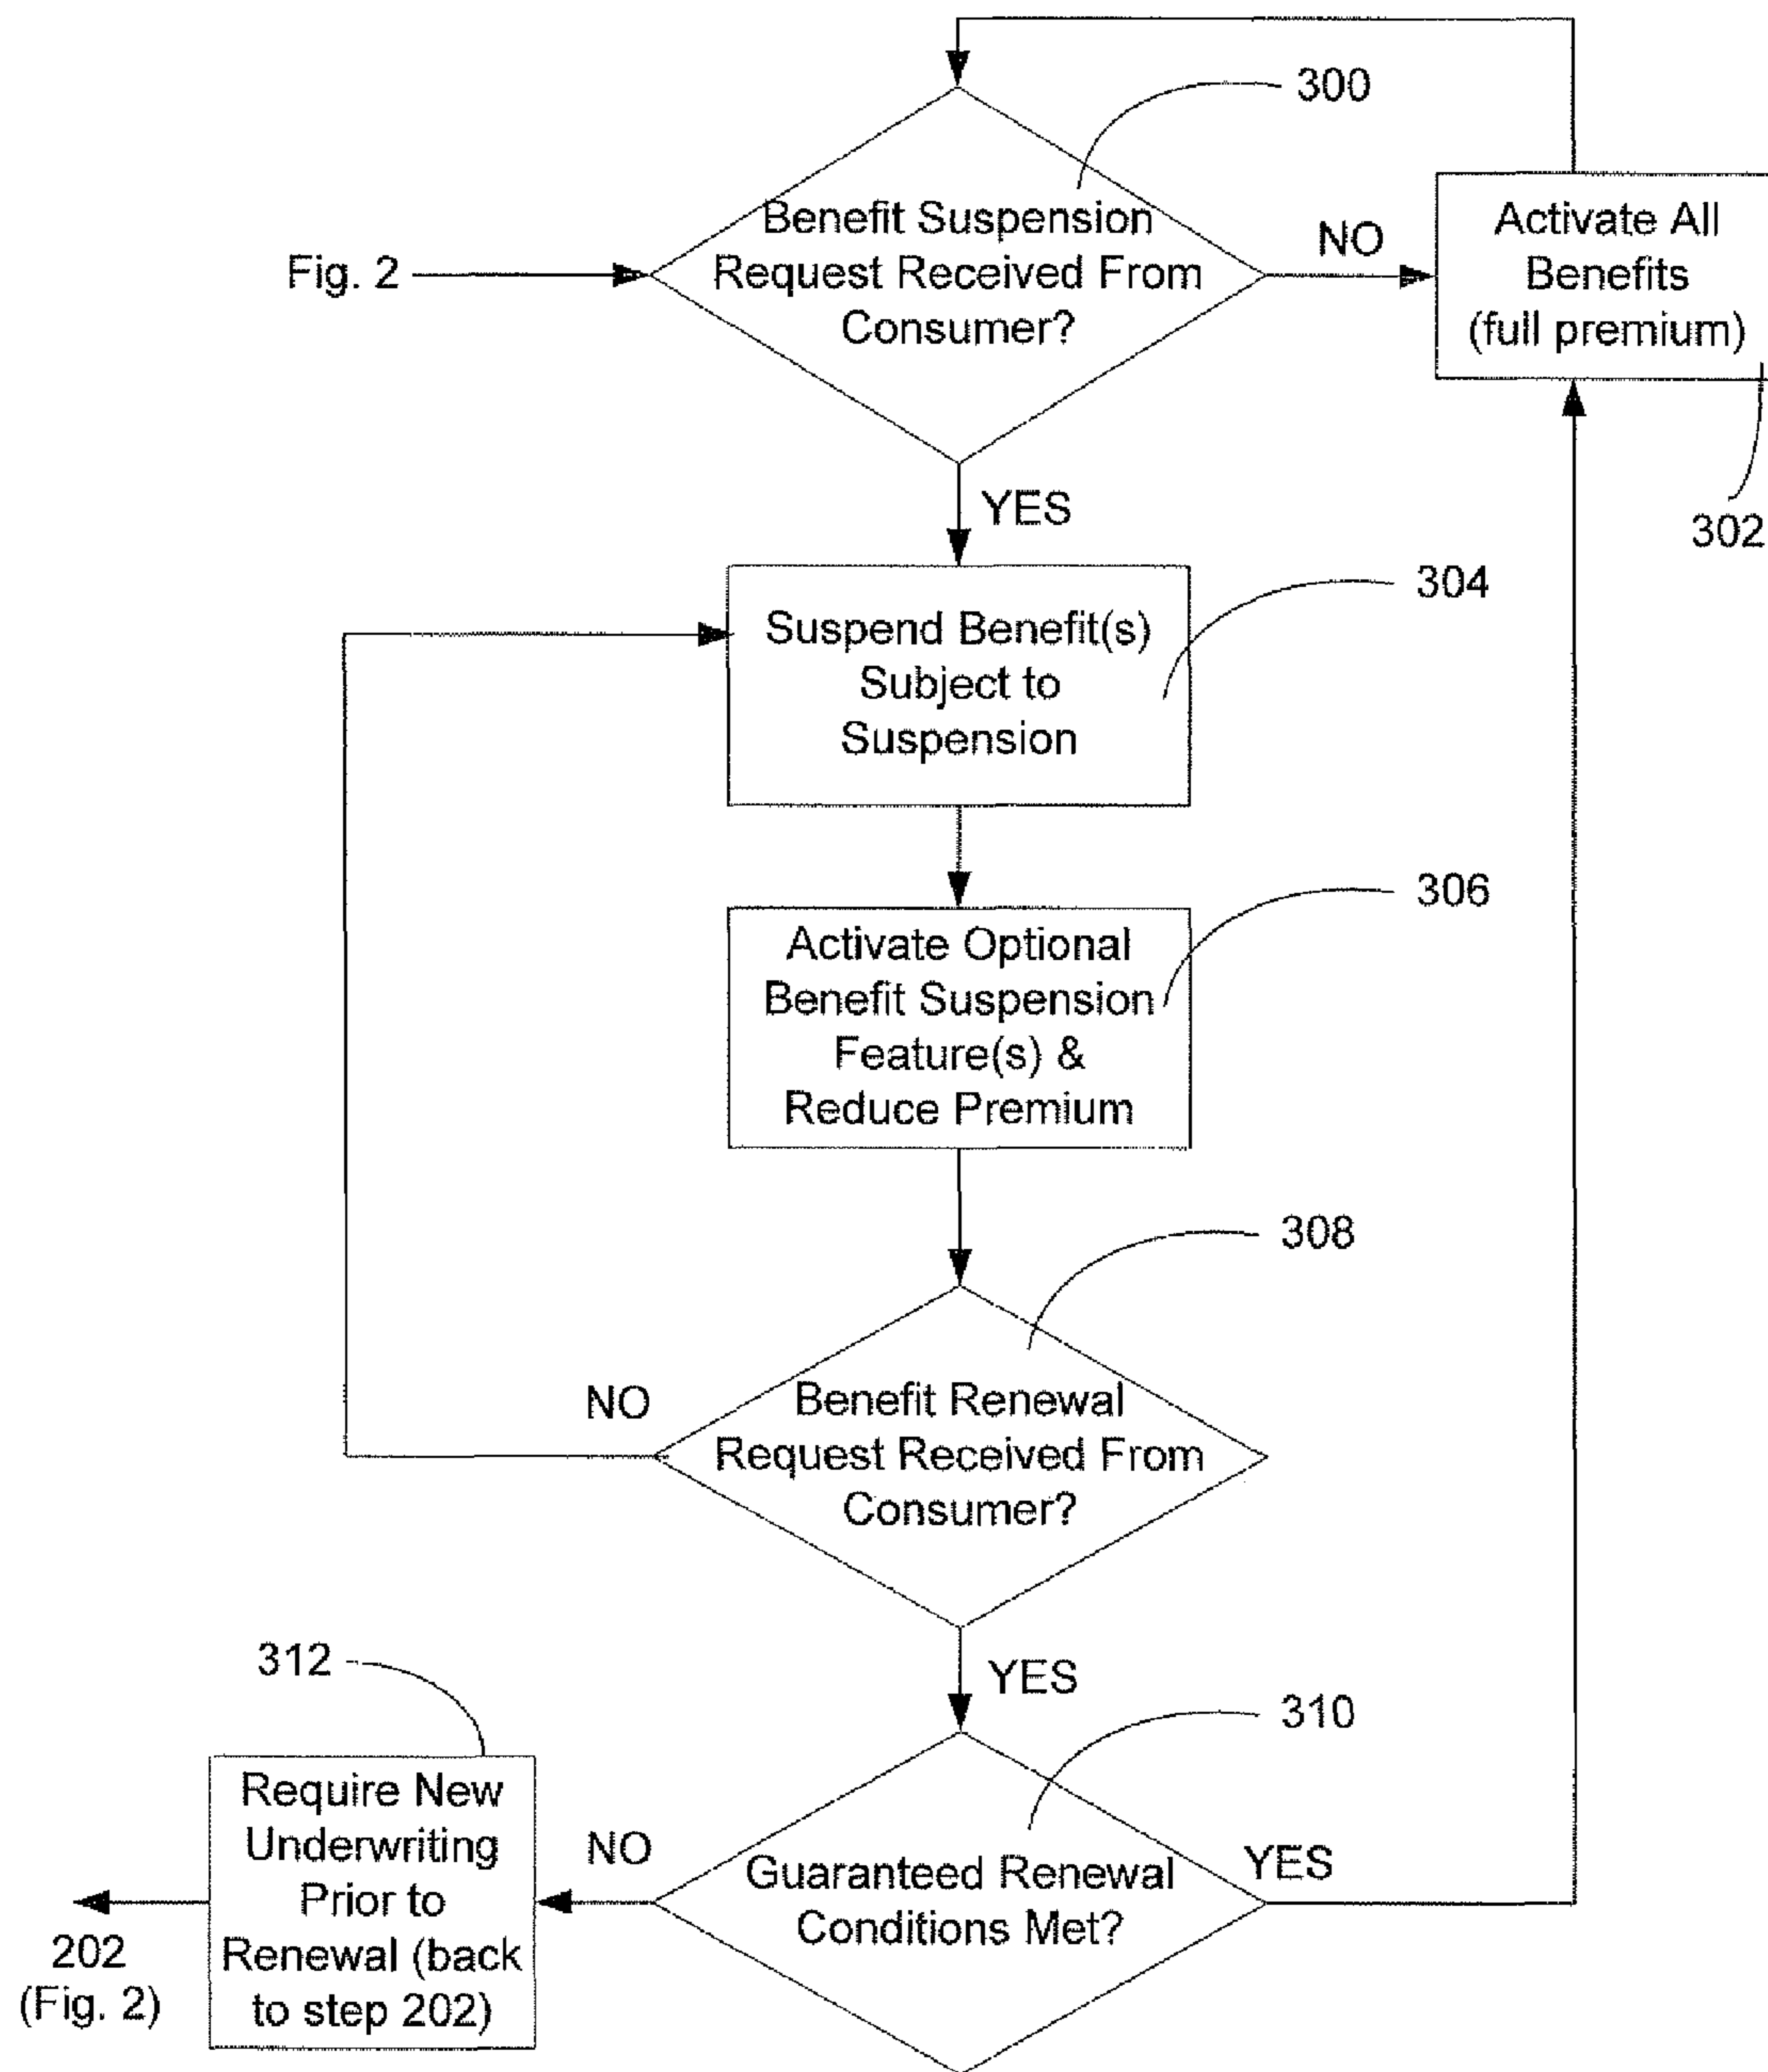 300
Benefit Suspension
Request Received From
Consumer?
Fig. 2
NO
Activate All
Benefits
(full premium)
302
YES
304
Suspend Benefit(s)
Subject to
Suspension
306
Activate Optional
Benefit Suspension
Feature(s) &
Reduce Premium
308
NO
Benefit Renewal
Request Received From
Consumer?
YES
312
310
Require New
Underwriting
Prior to
Renewal (back
to step 202)
NO
Guaranteed Renewal
Conditions Met?
YES
202
(Fig. 2)